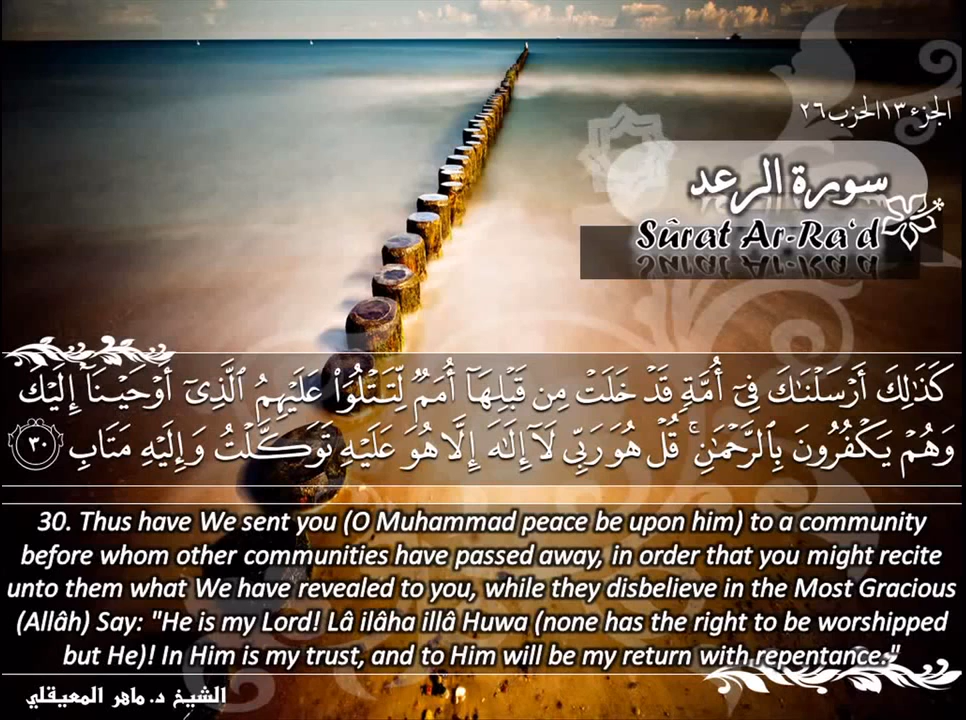 الجزء ١٣ الحزب ٢٦
سورة الرعد
Sûrat Ar-Ra'd
كَذَٰلِكَ أَرْسَلْنَٰكَ فِىٓ أُمَّةٍ قَدْ خَلَتْ مِن قَبْلِهَآ أُمَمٌ لِّتَتْلُوَا۟ عَلَيْهِمُ ٱلَّذِىٓ أَوْحَيْنَآ إِلَيْكَ
وَهُمْ يَكْفُرُونَ بِٱلرَّحْمَٰنِ ۚ قُلْ هُوَ رَبِّى لَآ إِلَٰهَ إِلَّا هُوَ عَلَيْهِ تَوَكَّلْتُ وَإِلَيْهِ مَتَابِ ٣٠
30. Thus have We sent you (O Muhammad peace be upon him) to a community
before whom other communities have passed away, in order that you might recite
unto them what We have revealed to you, while they disbelieve in the Most Gracious
(Allâh) Say: "He is my Lord! Lâ ilâha illâ Huwa (none has the right to be worshipped
but He)! In Him is my trust, and to Him will be my return with repentance."
الشيخ د. ماهر المعيقلي